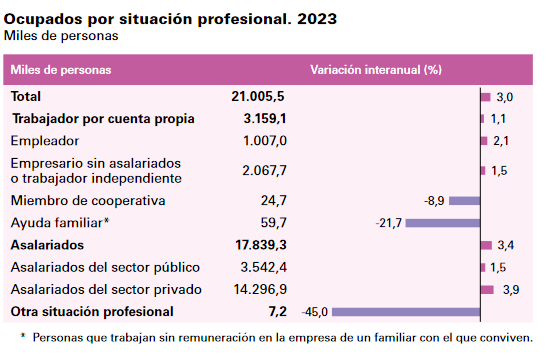 Ocupados por situación profesional. 2023
Miles de personas
Miles de personas Variación interanual (%)
Total 21.005,5 3,0
Trabajador por cuenta propia 3.159,1 1,1
Empleador 1.007,0 2,1
Empresario sin asalariados
o trabajador independiente 2.067,7 1,5
Miembro de cooperativa 24,7 -8,9
Ayuda familiar* 59,7 -21,7
Asalariados 17.839,3 3,4
Asalariados del sector público 3.542,4 1,5
Asalariados del sector privado 14.296,9 3,9
Otra situación profesional 7,2 -45,0
* Personas que trabajan sin remuneración en la empresa de un familiar con el que conviven.